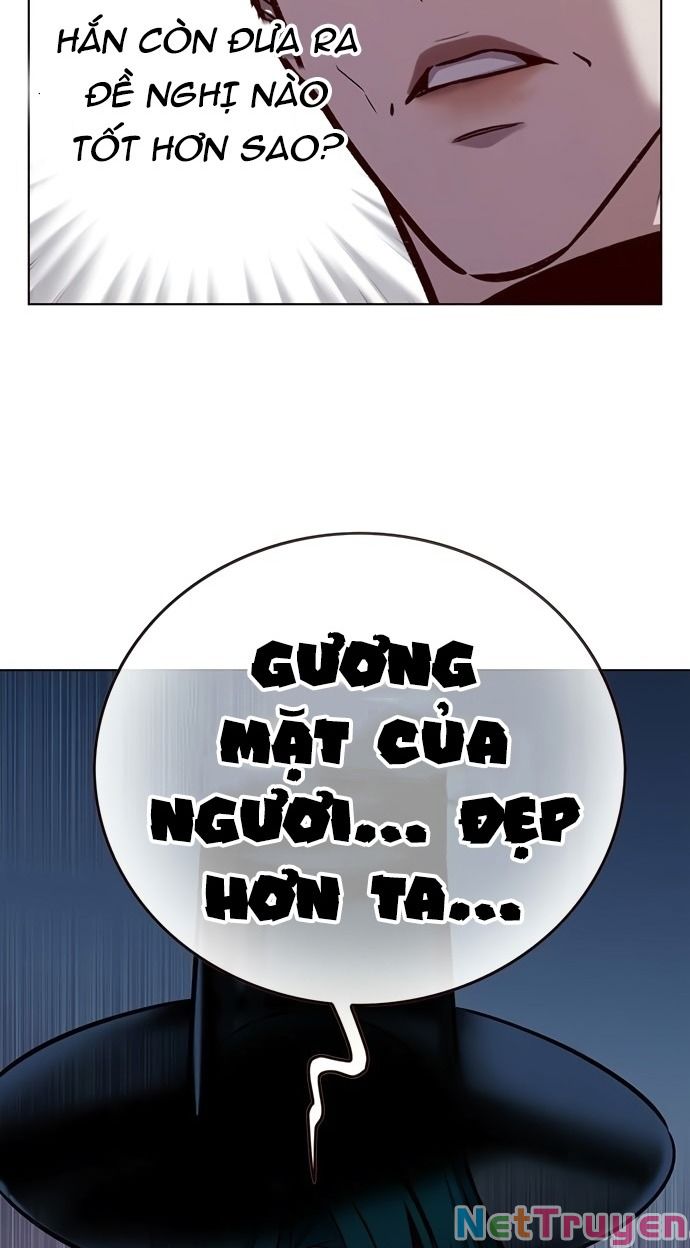 HẮN CÒN ĐƯA RA
ĐỀ NGHỊ NÀO
TỐT HƠN SAO?
GƯƠNG
MẶT CỦA
NGƯƠI... ĐẸP
HƠN TA...
NetTruyen